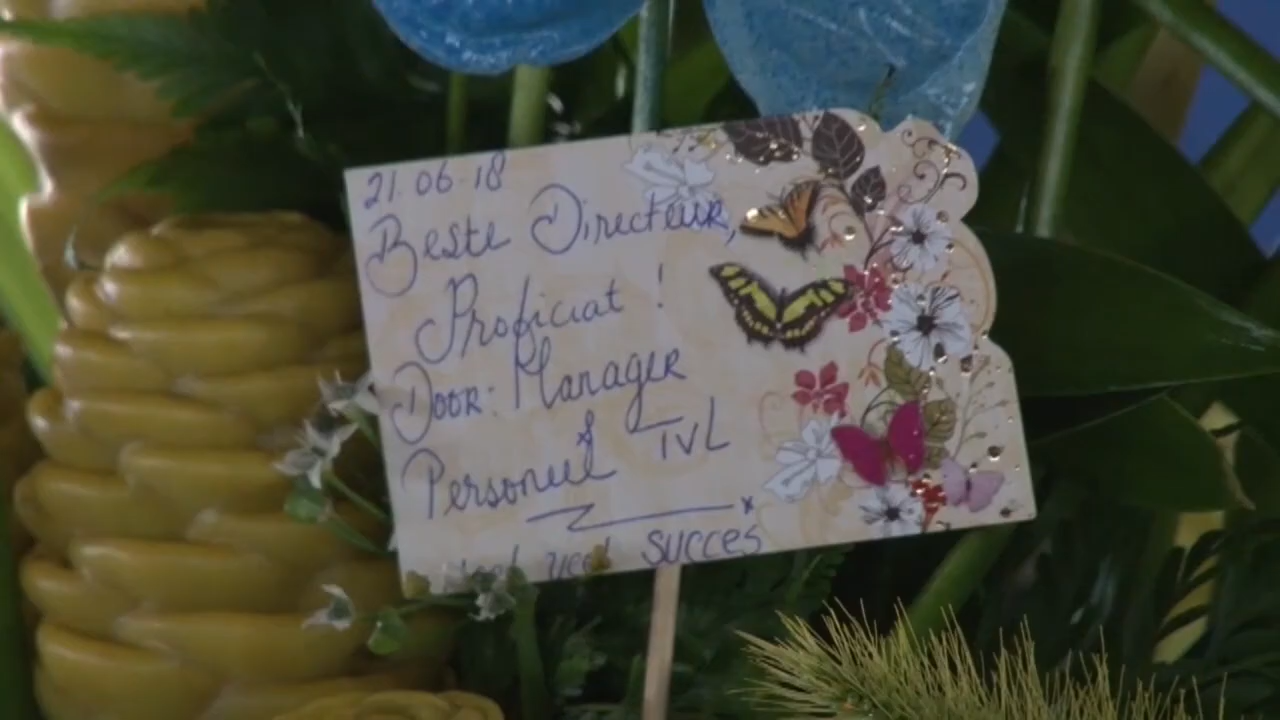 21.06.18
Beste Directeur,
Proficiat!
Door: Manager
&
Personeel TVL
succes